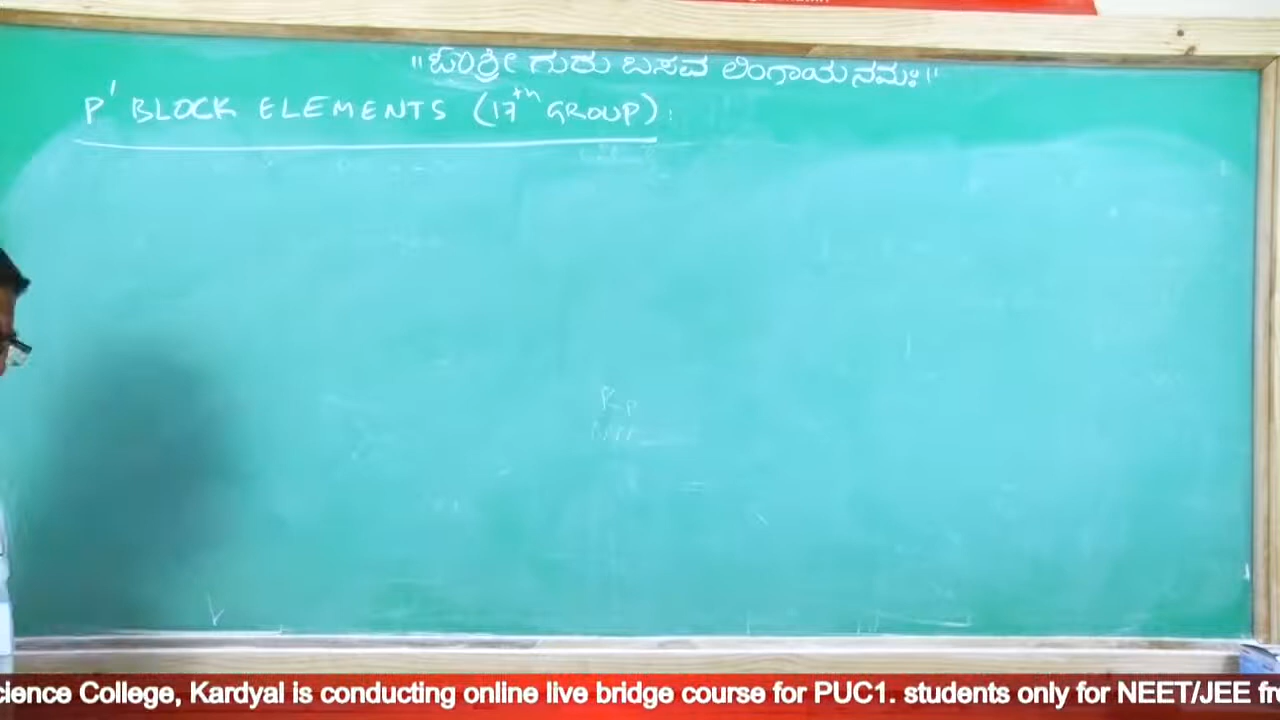 "ಓಂ ಶ್ರೀ ಗುರು ಬಸವ ಲಿಂಗಾಯ ನಮಃ!"
P' BLOCK ELEMENTS (17th GROUP):
cience College, Kardyal is conducting online live bridge course for PUC1. students only for NEET/JEE fr